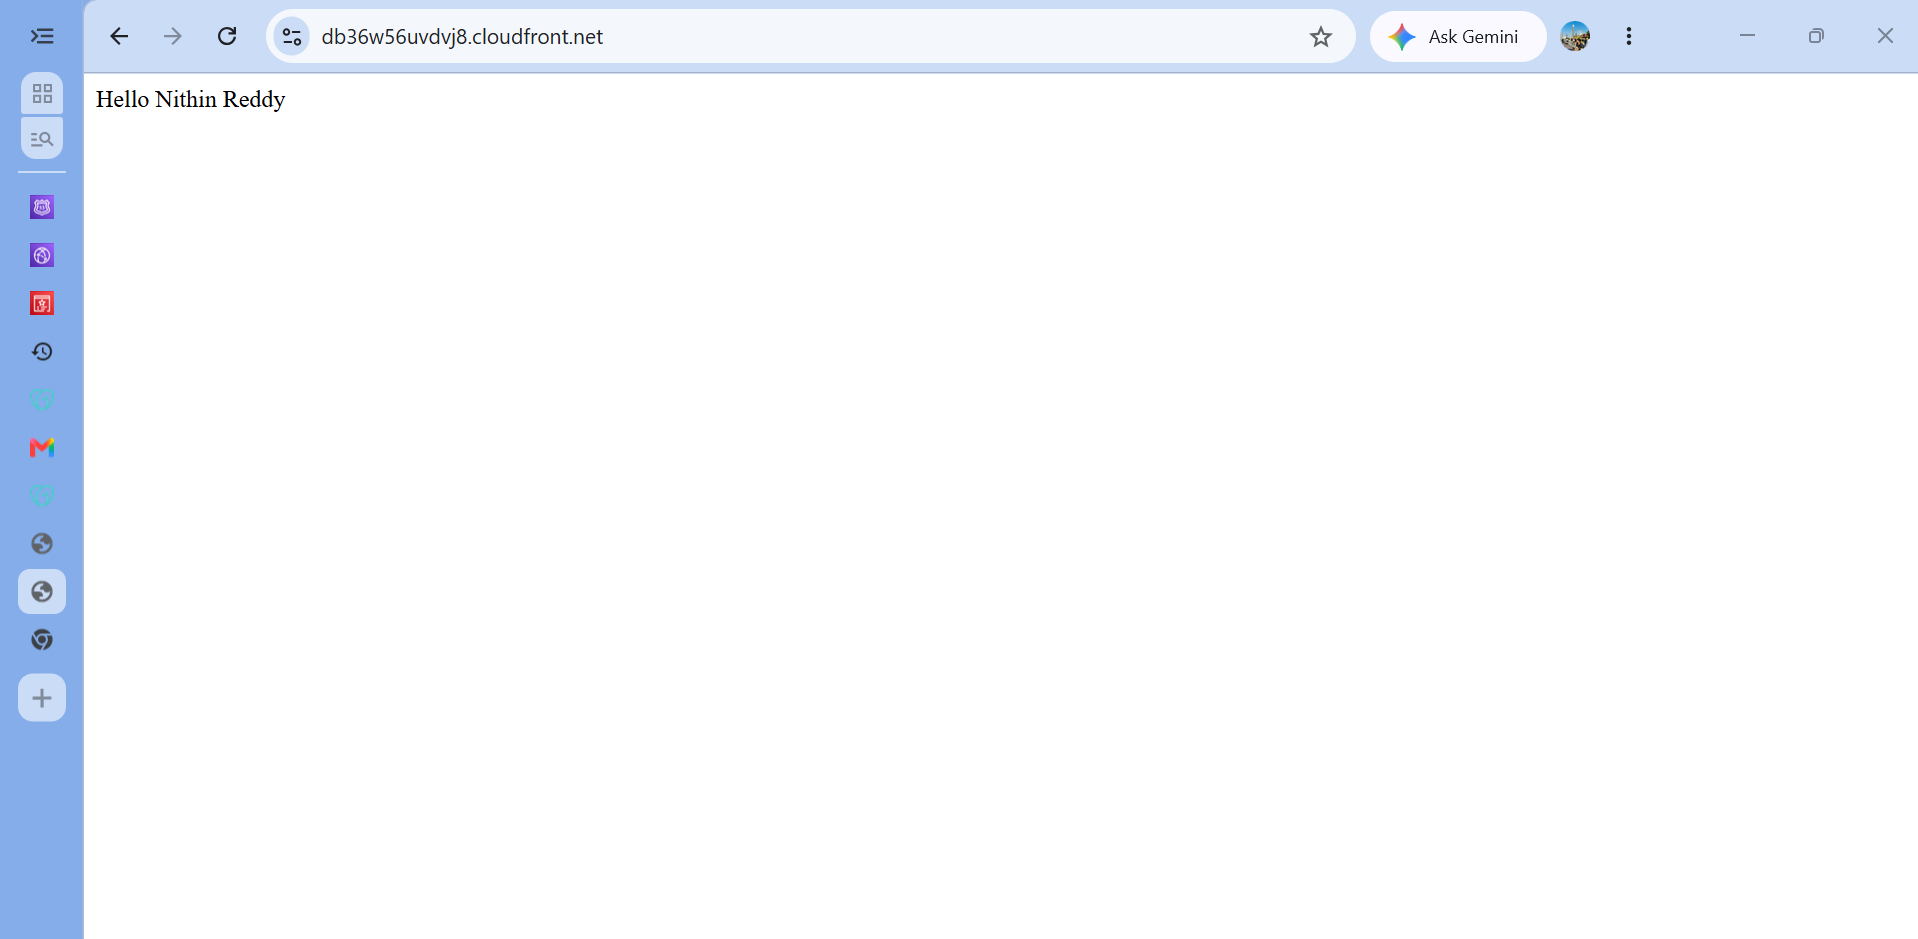 db36w56uvdvj8.cloudfront.net
Ask Gemini
Hello Nithin Reddy